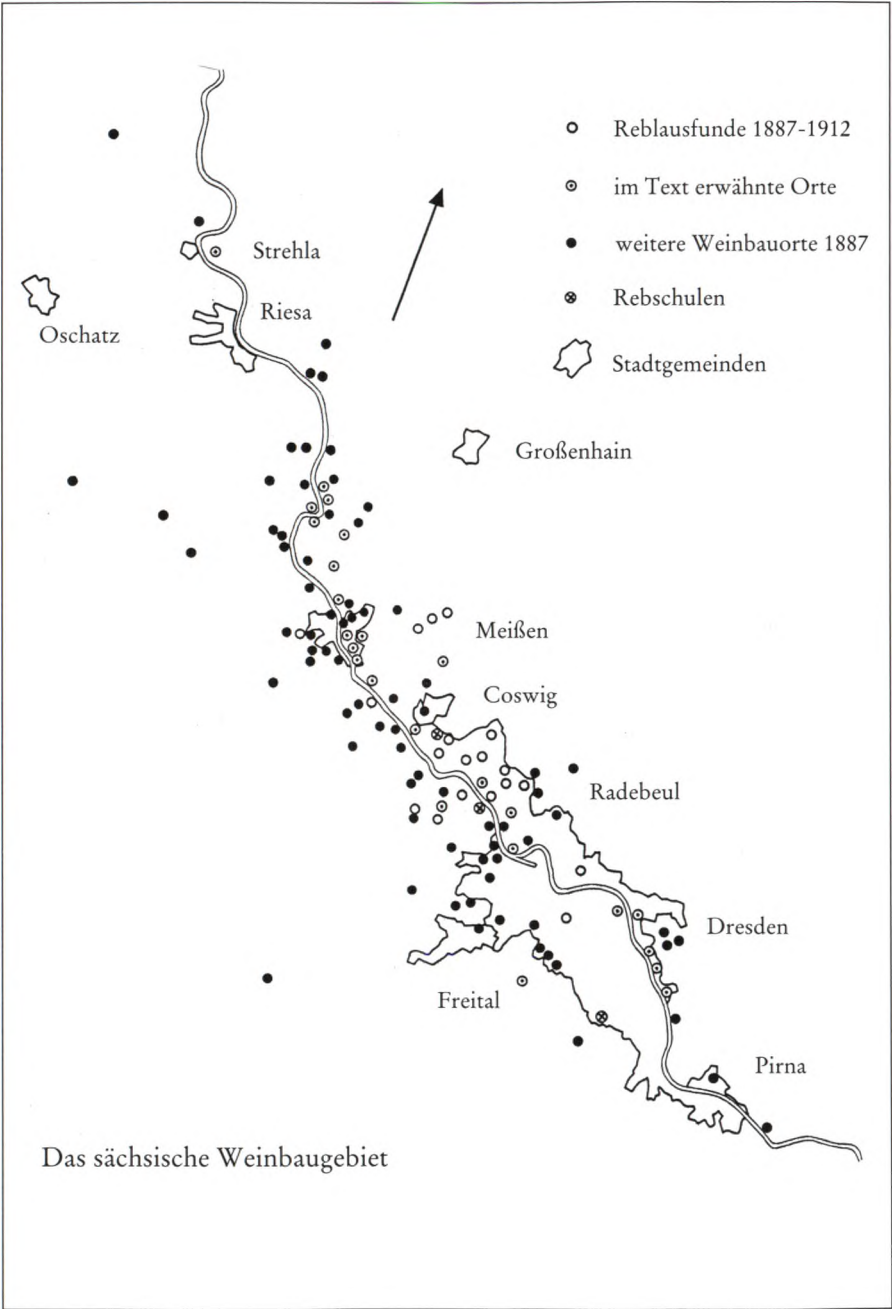 Reblausfunde 1887-1912
im Text erwähnte Orte
weitere Weinbauorte 1887
Rebschulen
Stadtgemeinden
Strehla
Riesa
Oschatz
Großenhain
Meißen
Coswig
Radebeul
Dresden
Freital
Pirna
Das sächsische Weinbaugebiet